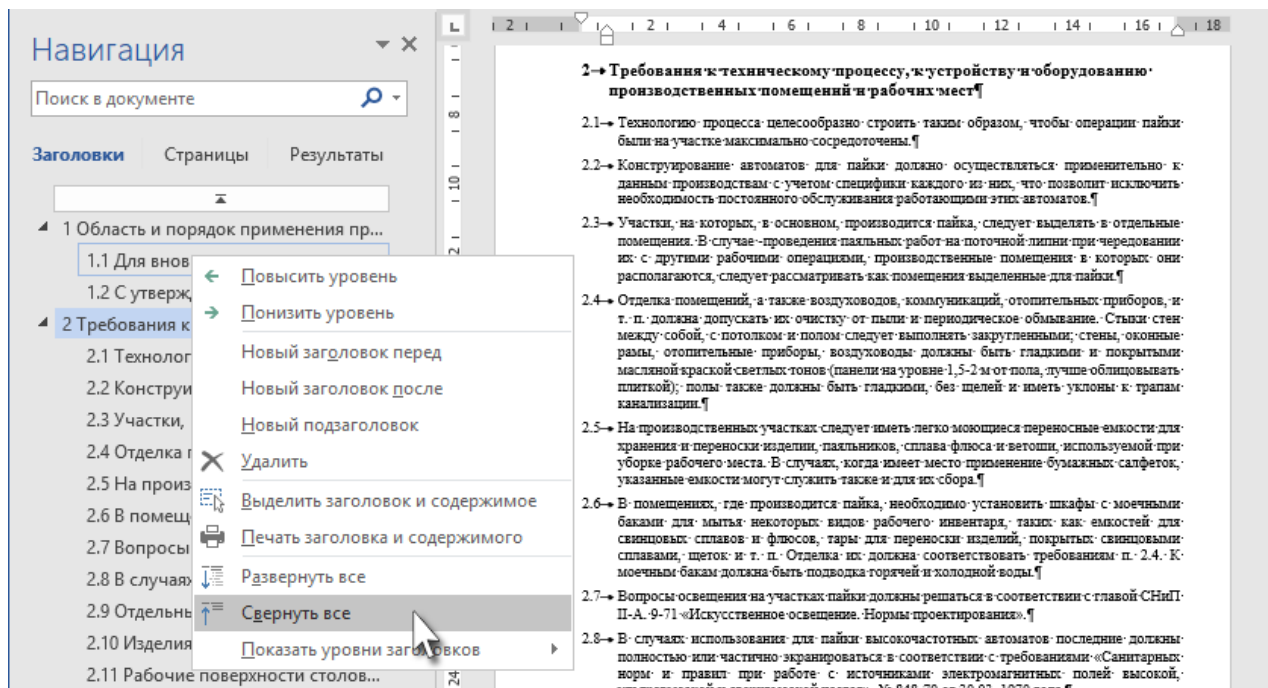 Навигация
Поиск в документе
Заголовки Страницы Результаты
1 Область и порядок применения пр...
1.1 Для внов
1.2 С утверж
2 Требования к
2.1 Технолог
2.2 Конструи
2.3 Участки,
2.4 Отделка
2.5 На произ
2.6 В помещ
2.7 Вопросы
2.8 В случаях
2.9 Отдельн
2.10 Изделия
2.11 Рабочие поверхности столов...
Повысить уровень
Понизить уровень
Новый заголовок перед
Новый заголовок после
Новый подзаголовок
Удалить
Выделить заголовок и содержимое
Печать заголовка и содержимого
Развернуть все
Свернуть все
Показать уровни заголовков
2 2 4 6 8 10 12 14 16 18
8
10
24
2 Требования к техническому процессу, к устройству и оборудованию
производственных помещений и рабочих мест¶
2.1 Технологию процесса целесообразно строить таким образом, чтобы операции пайки
были на участке максимально сосредоточены.¶
2.2 Конструирование автоматов для пайки должно осуществляться применительно к
данным производствам с учетом специфики каждого из них, что позволит исключить
необходимость постоянного обслуживания работающими этих автоматов.¶
2.3 Участки, на которых, в основном, производится пайка, следует выделять в отдельные
помещения. В случае -проведения паяльных работ на поточной липни при чередовании
их с другими рабочими операциями, производственные помещения в которых они
располагаются, следует рассматривать как помещения выделенные для пайки.¶
2.4 Отделка помещений, а также воздуховодов, коммуникаций, отопительных приборов, и
т. п. должна допускать их очистку от пыли и периодическое обмывание. Стыки стен
между собой, с потолком и полом следует выполнять закругленными; стены, оконные
рамы, отопительные приборы, воздуховоды должны быть гладкими и покрытыми
масляной краской светлых тонов (панели на уровне 1,5-2 м от пола, лучше облицовывать
плиткой); полы также должны быть гладкими, без щелей и иметь уклоны к трапам
канализации.¶
2.5 На производственных участках следует иметь легко моющиеся переносные емкости для
хранения и переноски изделии, паяльников, сплава флюса и ветоши, используемой при
уборке рабочего места. В случаях, когда имеет место применение бумажных салфеток,
указанные емкости могут служить также и для их сбора.¶
2.6 В помещениях, где производится пайка, необходимо установить шкафы с моечными
баками для мытья некоторых видов рабочего инвентаря, таких как емкостей для
свинцовых сплавов и флюсов, тары для переноски изделий, покрытых свинцовыми
сплавами, щеток и т. п. Отделка их должна соответствовать требованиям п. 2.4. К
моечным бакам должна быть подводка горячей и холодной воды.¶
2.7 Вопросы освещения на участках пайки должны решаться в соответствии с главой СНиП
II-А. 9-71 «Искусственное освещение. Нормы проектирования».¶
2.8 В случаях использования для пайки высокочастотных автоматов последние должны
полностью или частично экранироваться в соответствии с требованиями «Санитарных
норм и правил при работе с источниками электромагнитных полей высокой,